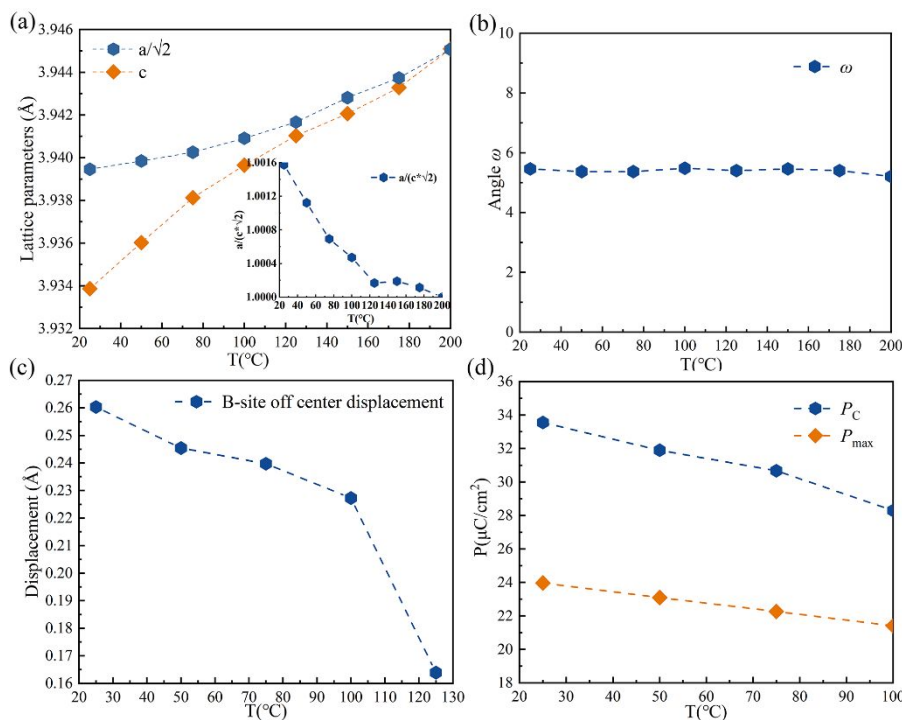 (a)
a/√2
c
Lattice parameters (Å)
3.946
3.944
3.942
3.940
3.938
3.936
3.934
3.932
20 40 60 80 100 120 140 160 180 200
T(℃)
a/(c*√2)
a/(c*√2)
1.0016
1.0012
1.0008
1.0004
1.0000
20 40 60 80 100 120 140 160 180 200
T(℃)
(b)
ω
Angle ω
10
8
6
4
2
0
20 40 60 80 100 120 140 160 180 200
T(℃)
(c)
B-site off center displacement
Displacement (Å)
0.27
0.26
0.25
0.24
0.23
0.22
0.21
0.20
0.19
0.18
0.17
0.16
20 30 40 50 60 70 80 90 100 110 120 130
T(℃)
(d)
P_C
P_max
P(μC/cm²)
36
34
32
30
28
26
24
22
20
18
20 30 40 50 60 70 80 90 100
T(℃)